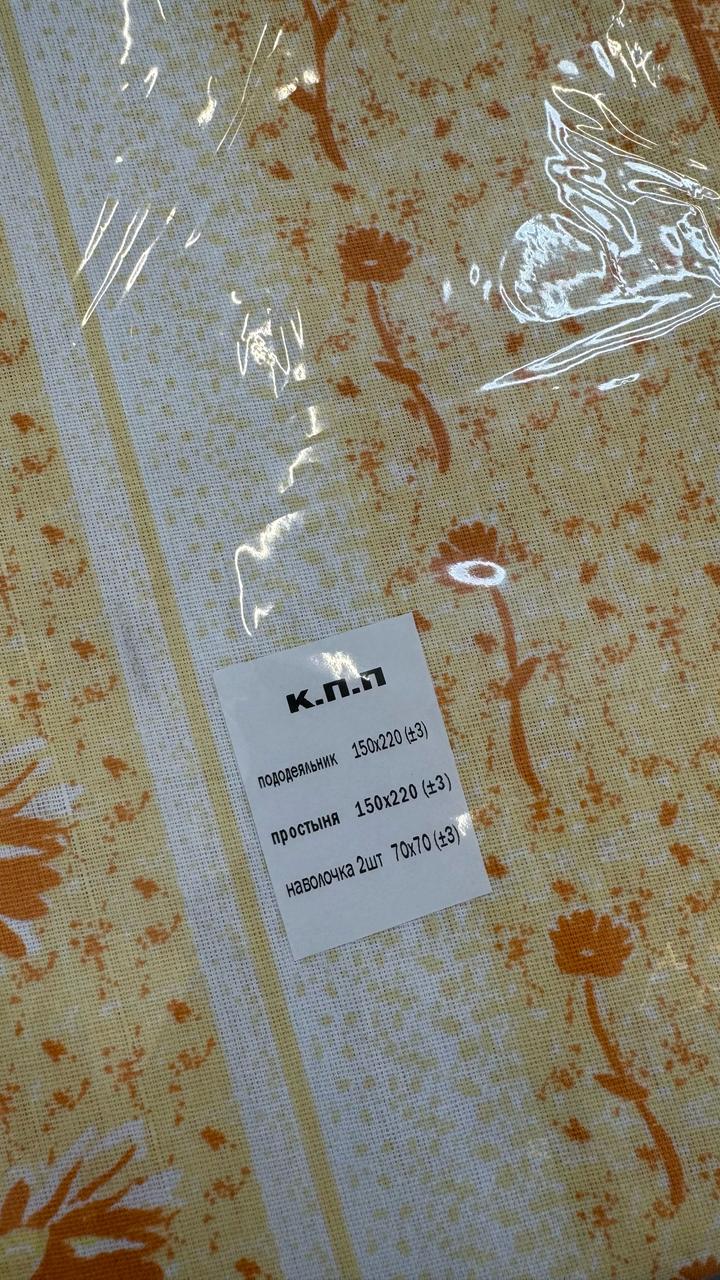 К.П.П
пододеяльник 150х220 (±3)
простыня 150х220 (±3)
наволочка 2шт 70х70 (±3)